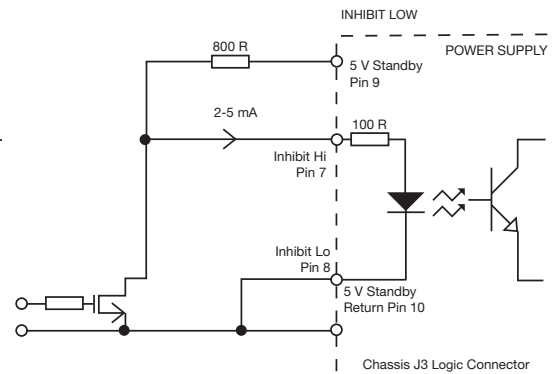 INHIBIT LOW
POWER SUPPLY
800 R
5 V Standby
Pin 9
2-5 mA
100 R
Inhibit Hi
Pin 7
Inhibit Lo
Pin 8
5 V Standby
Return Pin 10
Chassis J3 Logic Connector